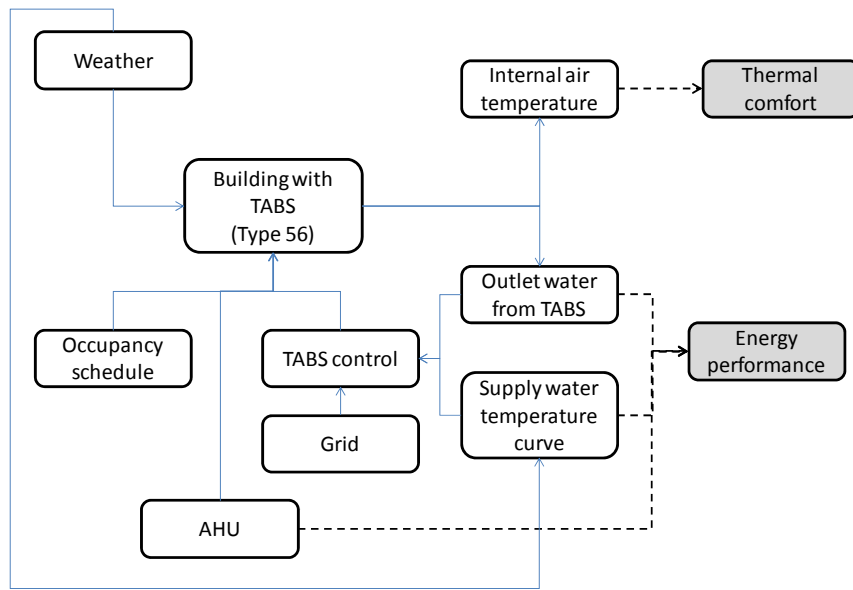 Weather
Internal air
temperature
Thermal
comfort
Building with
TABS
(Type 56)
Outlet water
from TABS
Occupancy
schedule
TABS control
Energy
performance
Supply water
temperature
curve
Grid
AHU